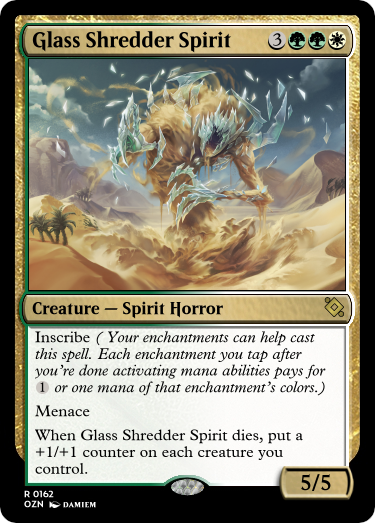 Glass Shredder Spirit 3
Creature — Spirit Horror
Inscribe ( Your enchantments can help cast
this spell. Each enchantment you tap after
you're done activating mana abilities pays for
1 or one mana of that enchantment's colors.)
Menace
When Glass Shredder Spirit dies, put a
+1/+1 counter on each creature you
control.
5/5
R 0162
OZN DAMIEM